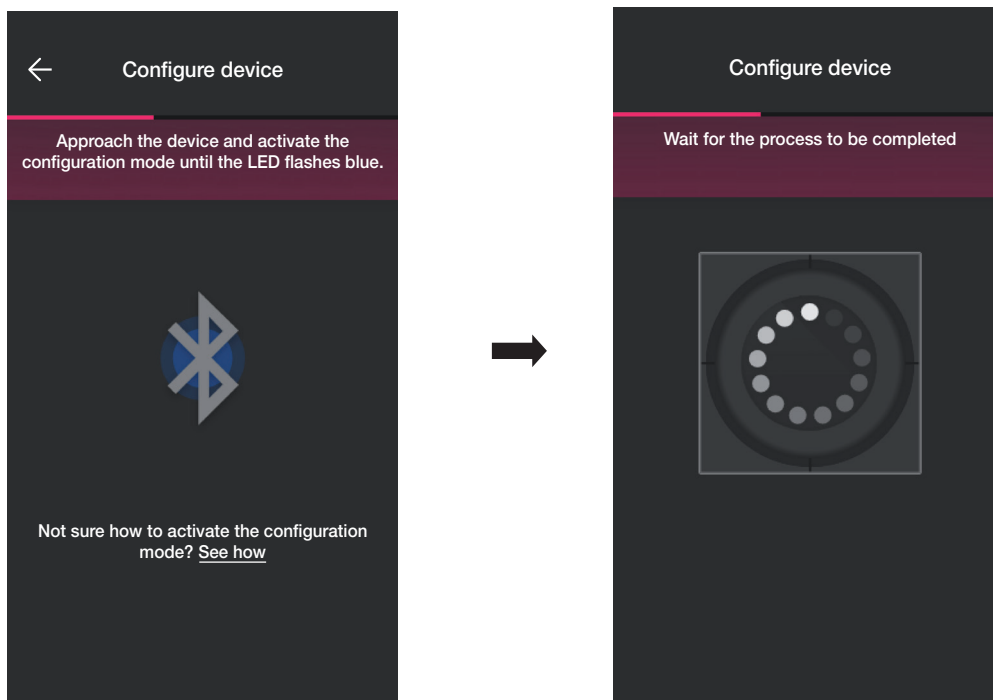 Configure device
Approach the device and activate the
configuration mode until the LED flashes blue.
Not sure how to activate the configuration
mode? See how
Configure device
Wait for the process to be completed